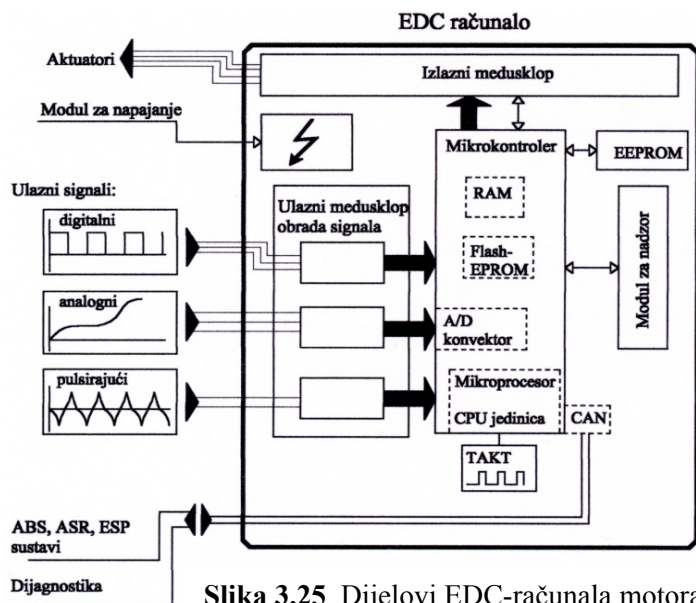 EDC računalo
Aktuatori
Izlazni medusklop
Modul za napajanje
Mikrokontroler
EEPROM
RAM
Ulazni signali:
digitalni
Ulazni medusklop
obrada signala
Flash-
EPROM
Modul za nadzor
analogni
A/D
konvektor
pulsirajući
Mikroprocesor
CPU jedinica
CAN
TAKT
ABS, ASR, ESP
sustavi
Dijagnostika
Slika 3.25 Dijelovi EDC-računala motora